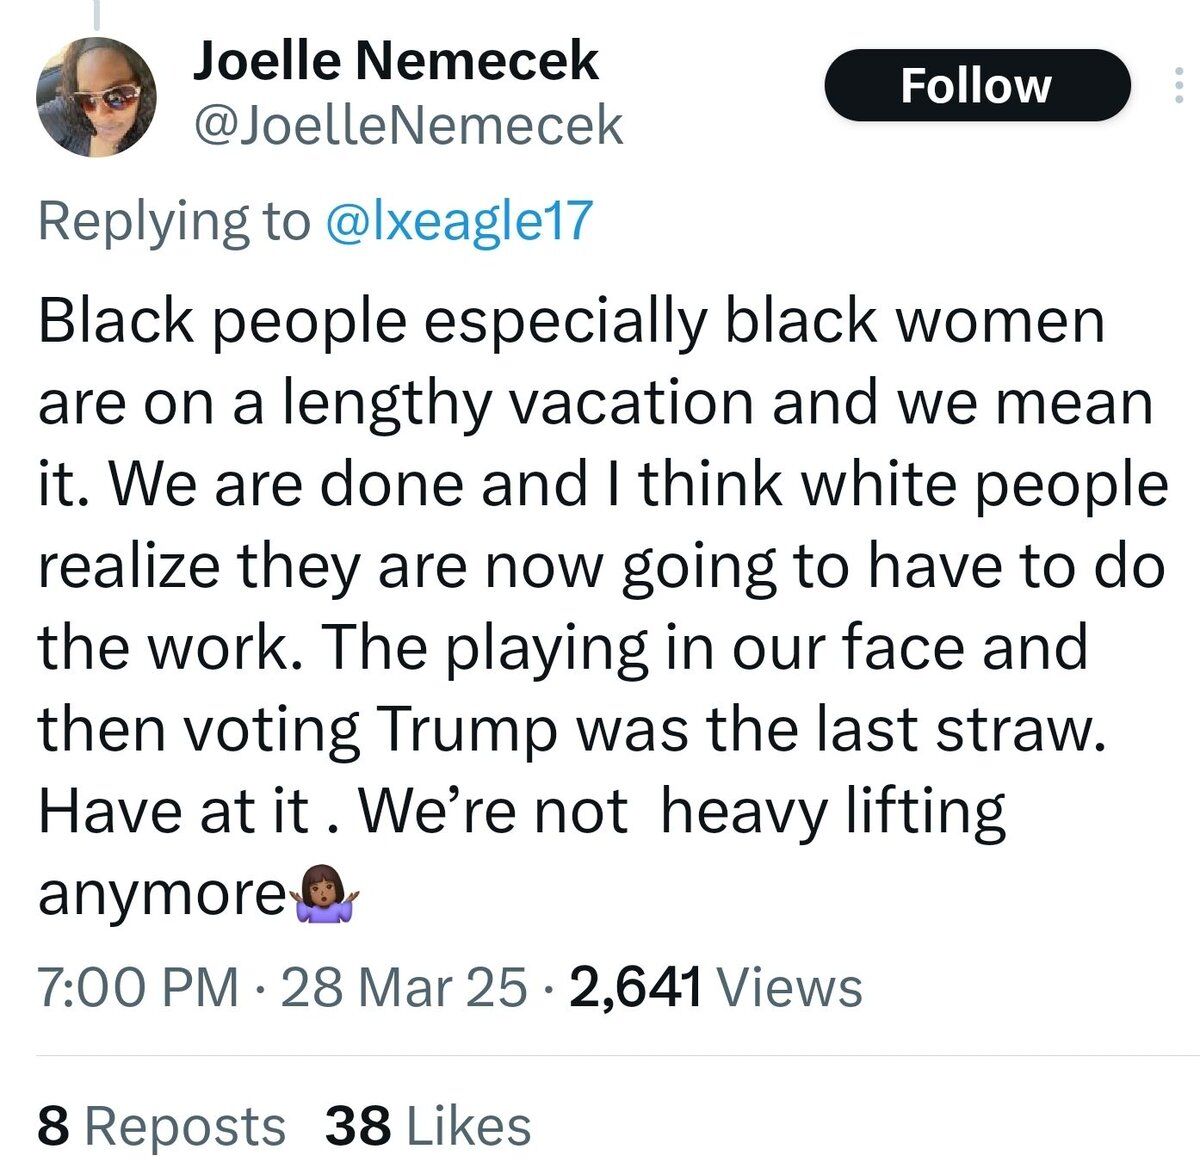 Joelle Nemecek
Follow
@JoelleNemecek
Replying to @lxeagle17
Black people especially black women
are on a lengthy vacation and we mean
it. We are done and I think white people
realize they are now going to have to do
the work. The playing in our face and
then voting Trump was the last straw.
Have at it . We’re not  heavy lifting
anymore🤷🏿‍♀️
7:00 PM · 28 Mar 25 · 2,641 Views
8 Reposts 38 Likes